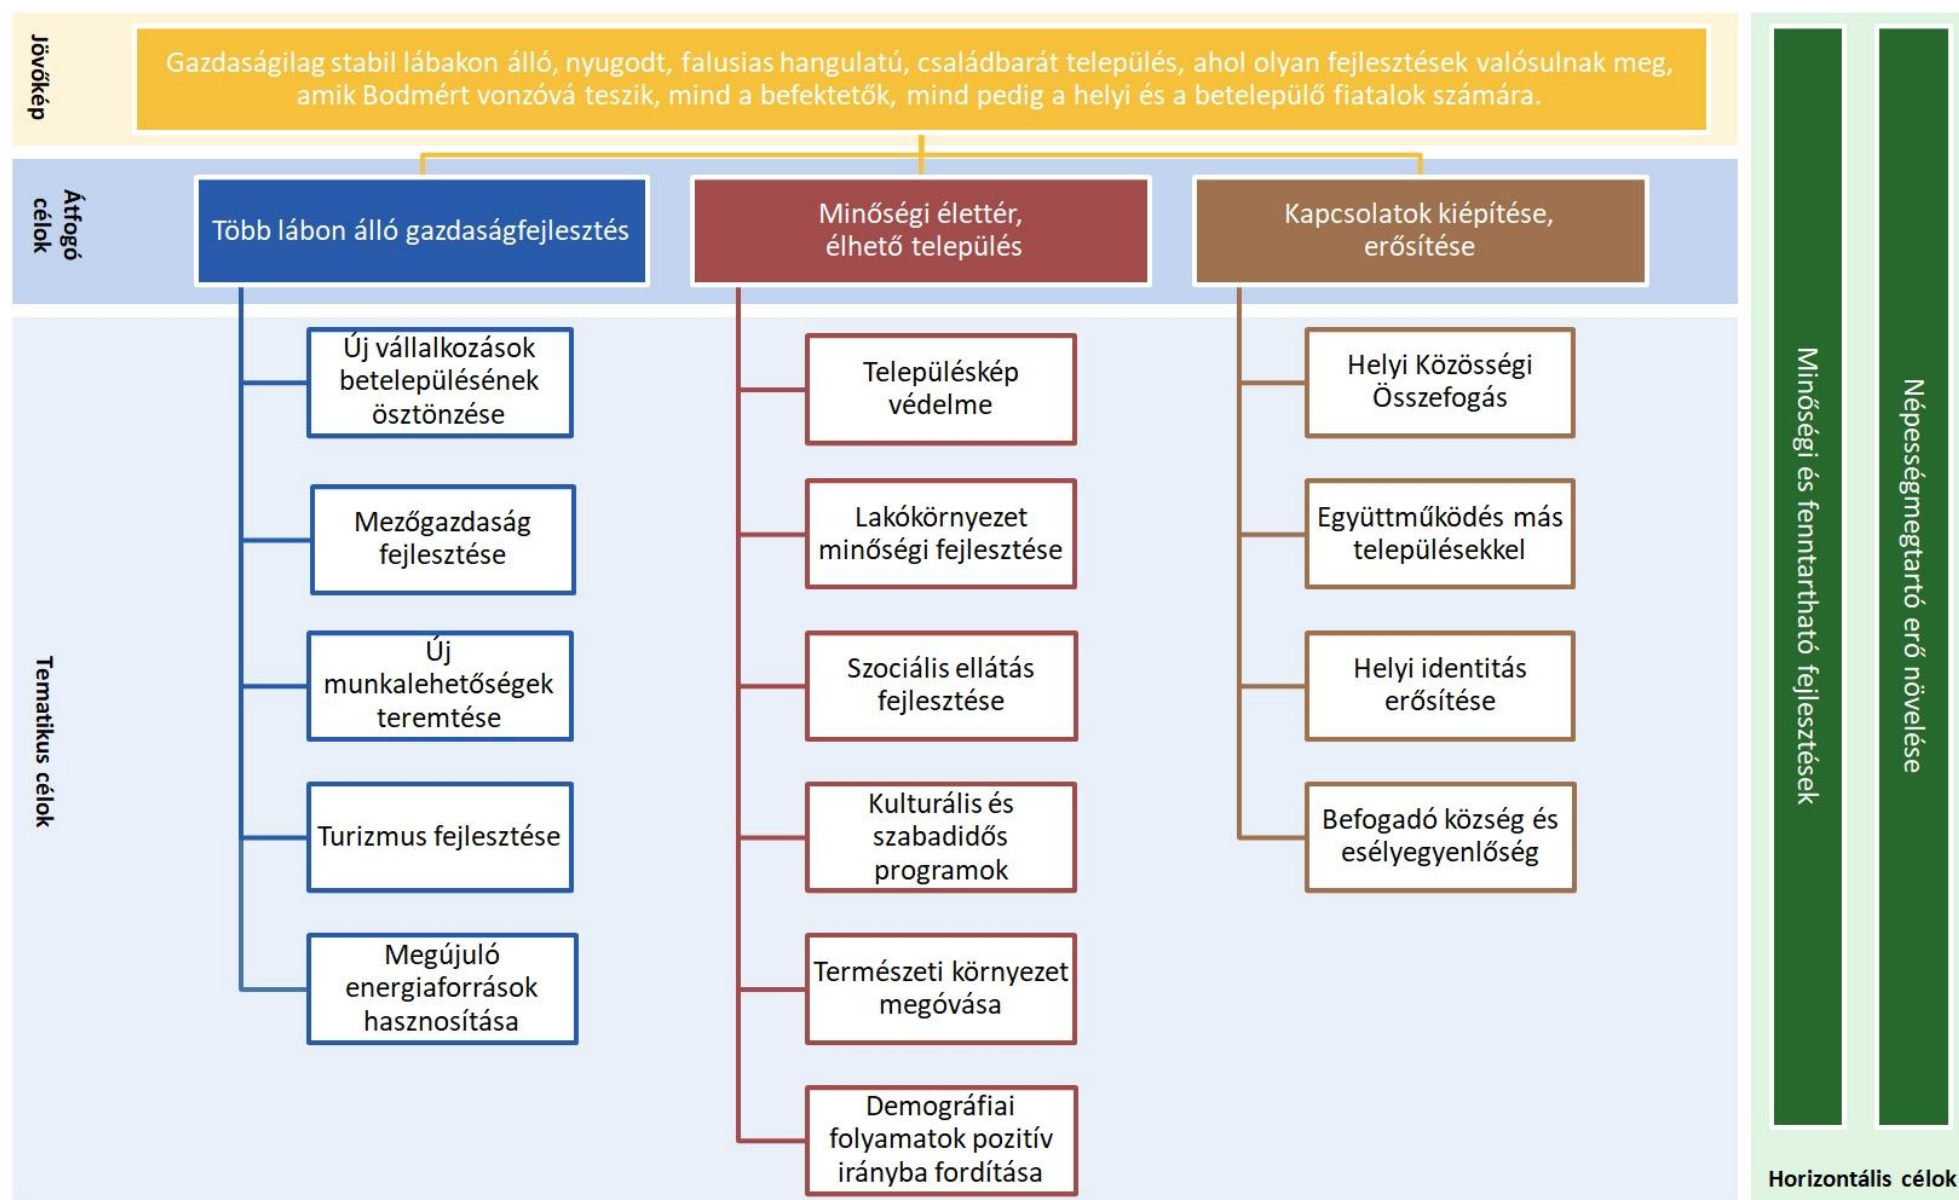 Jövőkép
Gazdaságilag stabil lábakon álló, nyugodt, falusias hangulatú, családbarát település, ahol olyan fejlesztések valósulnak meg,
amik Bodmért vonzóvá teszik, mind a befektetők, mind pedig a helyi és a betelepülő fiatalok számára.
Átfogó
célok
Több lábon álló gazdaságfejlesztés
Minőségi élettér,
élhető település
Kapcsolatok kiépítése,
erősítése
Tematikus célok
Új vállalkozások
betelepülésének
ösztönzése
Mezőgazdaság
fejlesztése
Új
munkalehetőségek
teremtése
Turizmus fejlesztése
Megújuló
energiaforrások
hasznosítása
Településkép
védelme
Lakókörnyezet
minőségi fejlesztése
Szociális ellátás
fejlesztése
Kulturális és
szabadidős
programok
Természeti környezet
megóvása
Demográfiai
folyamatok pozitív
irányba fordítása
Helyi Közösségi
Összefogás
Együttműködés más
településekkel
Helyi identitás
erősítése
Befogadó község és
esélyegyenlőség
Minőségi és fenntartható fejlesztések
Népességmegtartó erő növelése
Horizontális célok